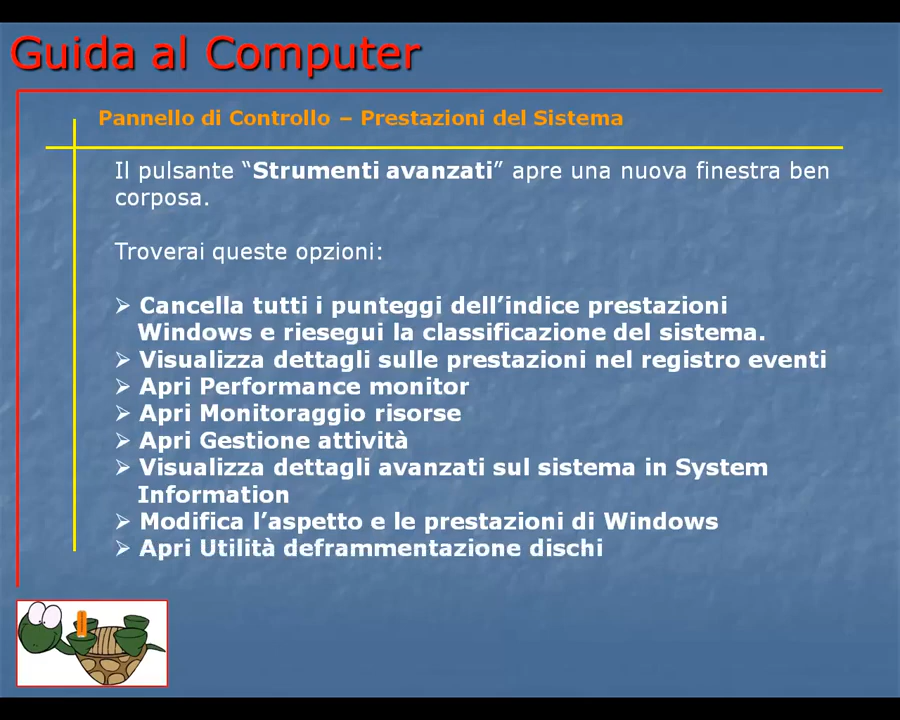 Guida al Computer
Pannello di Controllo – Prestazioni del Sistema
Il pulsante “Strumenti avanzati” apre una nuova finestra ben
corposa.
Troverai queste opzioni:
➢ Cancella tutti i punteggi dell’indice prestazioni
Windows e riesegui la classificazione del sistema.
➢ Visualizza dettagli sulle prestazioni nel registro eventi
➢ Apri Performance monitor
➢ Apri Monitoraggio risorse
➢ Apri Gestione attività
➢ Visualizza dettagli avanzati sul sistema in System
Information
➢ Modifica l’aspetto e le prestazioni di Windows
➢ Apri Utilità deframmentazione dischi